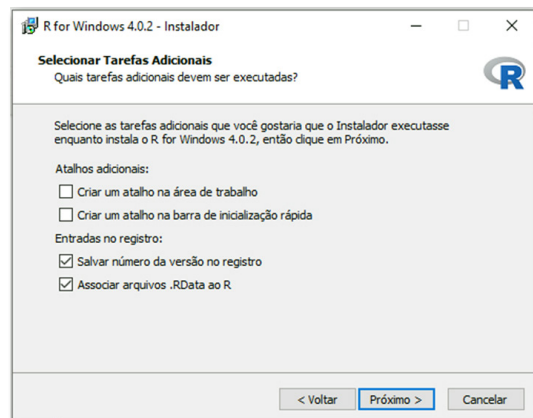 R for Windows 4.0.2 - Instalador
Selecionar Tarefas Adicionais
Quais tarefas adicionais devem ser executadas?
R
Selecione as tarefas adicionais que você gostaria que o Instalador executasse
enquanto instala o R for Windows 4.0.2, então clique em Próximo.
Atalhos adicionais:
Criar um atalho na área de trabalho
Criar um atalho na barra de inicialização rápida
Entradas no registro:
Salvar número da versão no registro
Associar arquivos .RData ao R
< Voltar Próximo > Cancelar